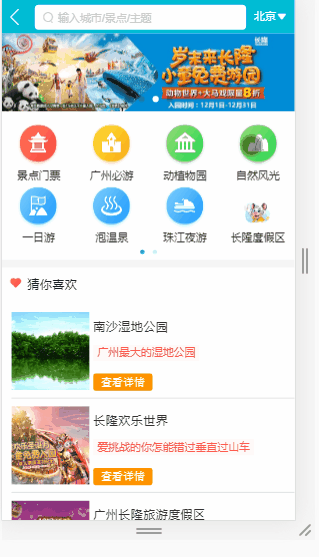 输入城市/景点/主题
北京
长隆
岁末来长隆
小童免费游园
动物世界+大马戏限量8折
入园时间：12月1日-12月31日
景点门票
广州必游
动植物园
自然风光
一日游
泡温泉
珠江夜游
长隆度假区
猜你喜欢
南沙湿地公园
广州最大的湿地公园
查看详情
长隆欢乐世界
爱挑战的你怎能错过垂直过山车
查看详情
广州长隆旅游度假区